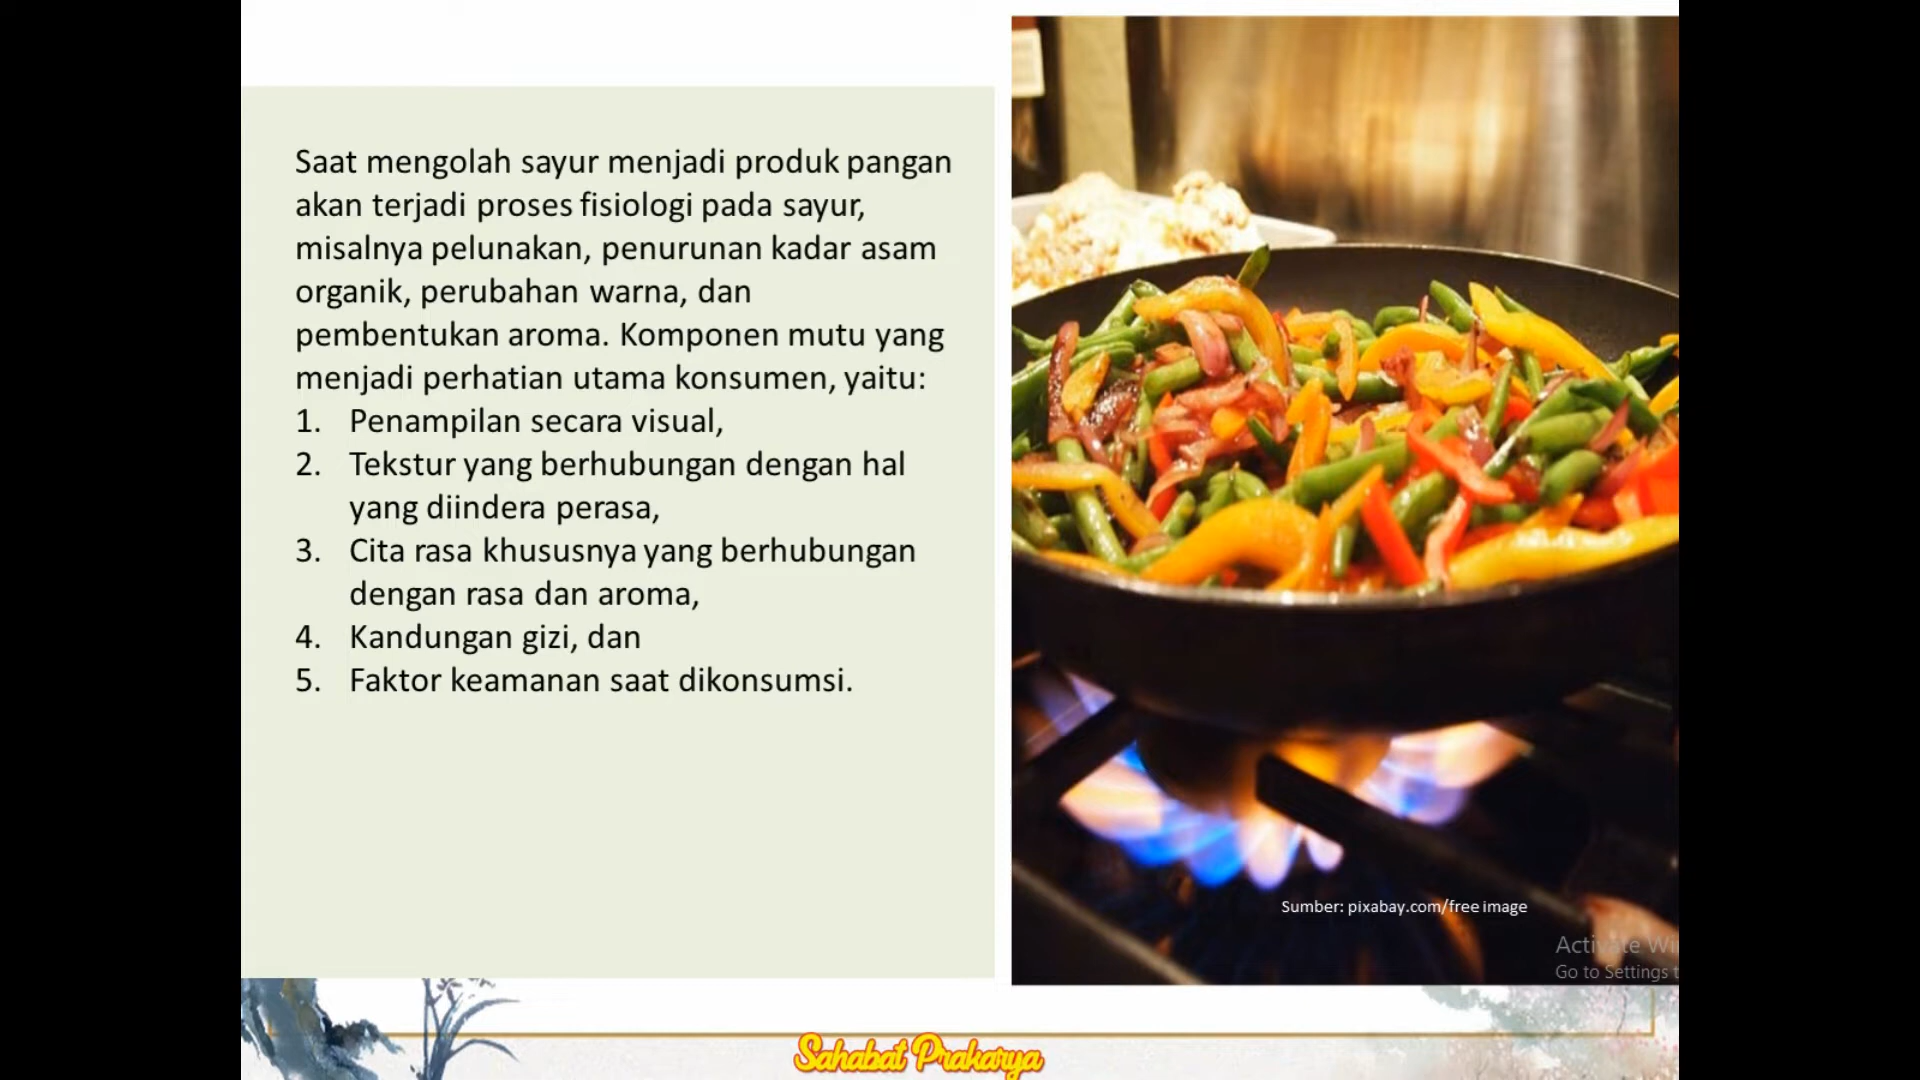 Saat mengolah sayur menjadi produk pangan
akan terjadi proses fisiologi pada sayur,
misalnya pelunakan, penurunan kadar asam
organik, perubahan warna, dan
pembentukan aroma. Komponen mutu yang
menjadi perhatian utama konsumen, yaitu:
1. Penampilan secara visual,
2. Tekstur yang berhubungan dengan hal
yang diindera perasa,
3. Cita rasa khususnya yang berhubungan
dengan rasa dan aroma,
4. Kandungan gizi, dan
5. Faktor keamanan saat dikonsumsi.
Sumber: pixabay.com/free image
Activate
Go to Settings
Sahabat Prakarya